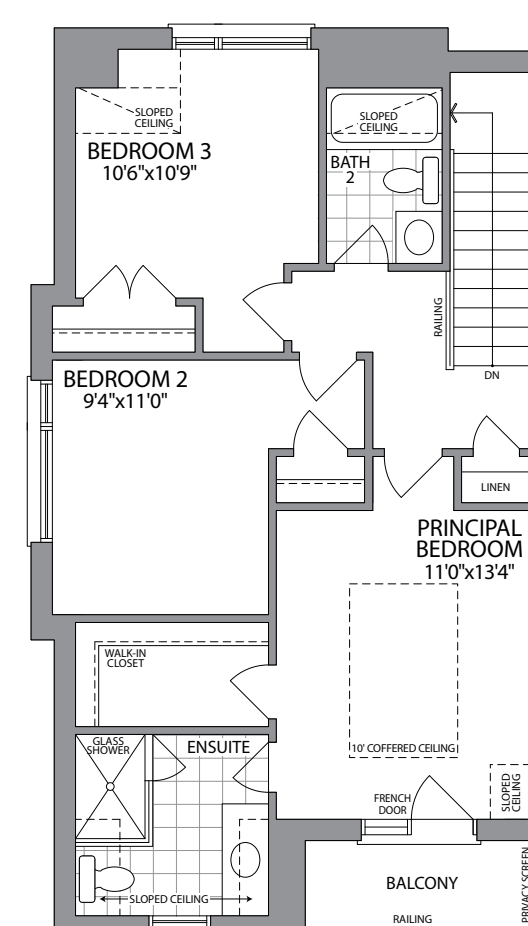 SLOPED
CEILING
BEDROOM 3
10'6"x10'9"
SLOPED
CEILING
BATH
2
RAILING
DN
BEDROOM 2
9'4"x11'0"
LINEN
PRINCIPAL
BEDROOM
11'0"x13'4"
WALK-IN
CLOSET
10' COFFERED CEILING
GLASS
SHOWER
ENSUITE
SLOPED
CEILING
FRENCH
DOOR
SLOPED CEILING
BALCONY
RAILING
PRIVACY SCREEN